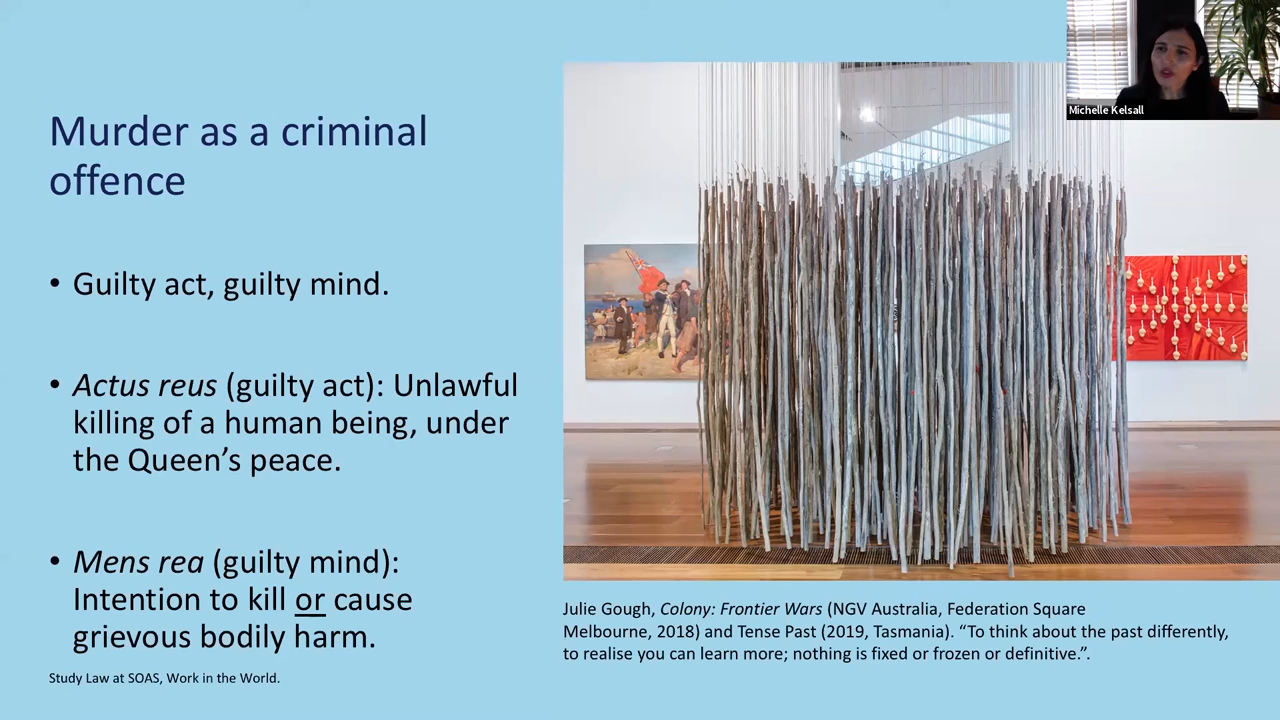 Michelle Kelsall
Murder as a criminal
offence
• Guilty act, guilty mind.
• Actus reus (guilty act): Unlawful
killing of a human being, under
the Queen’s peace.
• Mens rea (guilty mind):
Intention to kill or cause
grievous bodily harm.
Study Law at SOAS, Work in the World.
Julie Gough, Colony: Frontier Wars (NGV Australia, Federation Square
Melbourne, 2018) and Tense Past (2019, Tasmania). “To think about the past differently,
to realise you can learn more; nothing is fixed or frozen or definitive.”.